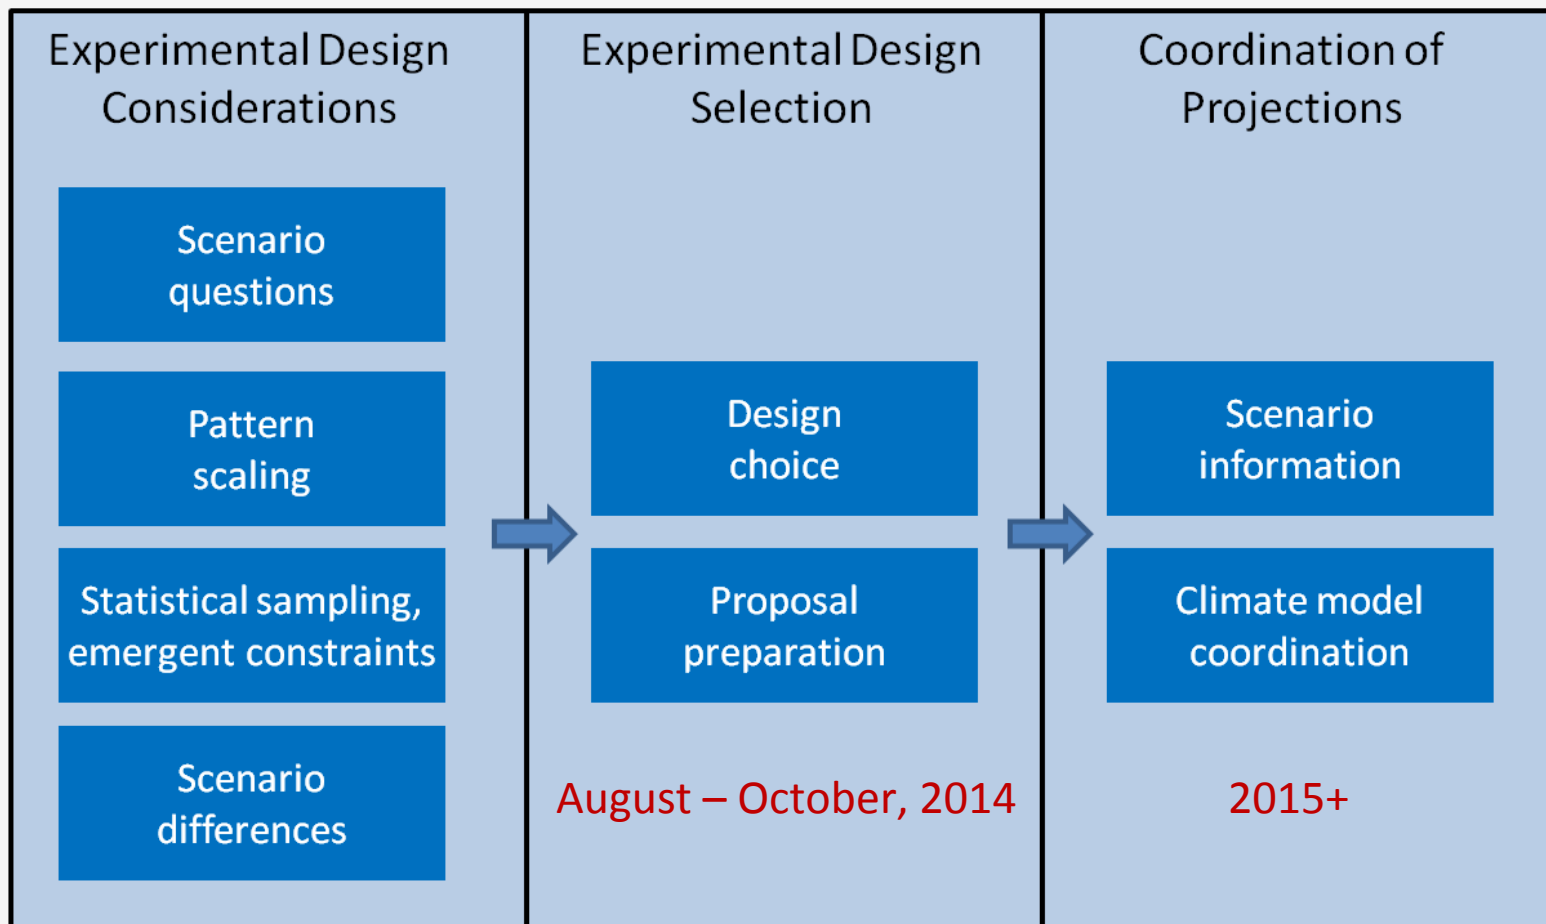 Experimental Design
Considerations
Scenario
questions
Pattern
scaling
Statistical sampling,
emergent constraints
Scenario
differences
Experimental Design
Selection
Design
choice
Proposal
preparation
August – October, 2014
Coordination of
Projections
Scenario
information
Climate model
coordination
2015+